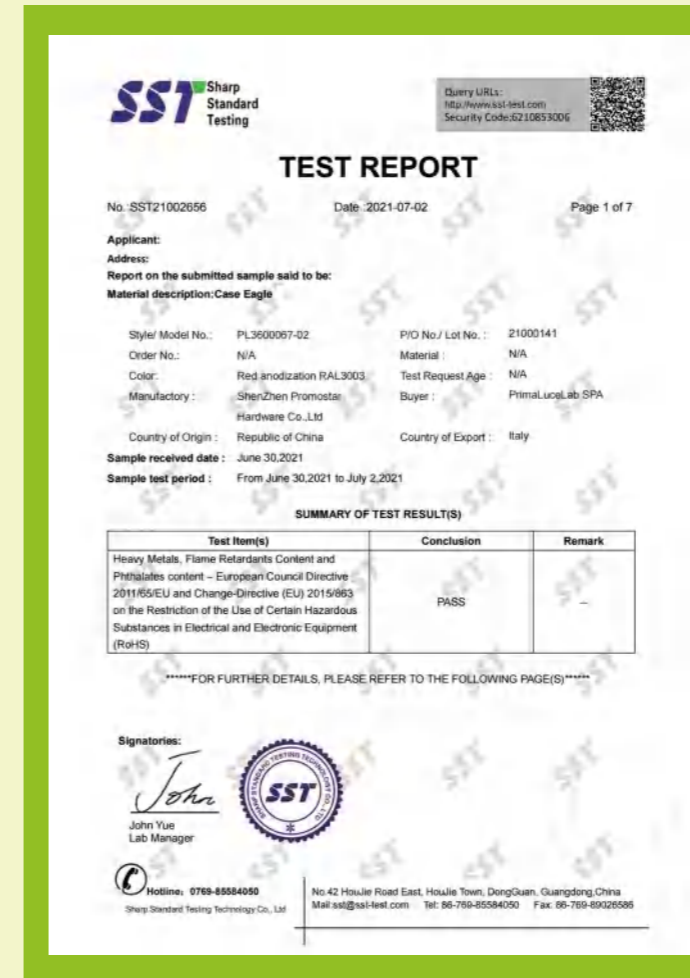 SST Sharp
Standard
Testing
Query URLs:
http://www.sst-test.com
Security Code:6210853006
TEST REPORT
No.:SST21002656 Date :2021-07-02 Page 1 of 7
Applicant:
Address:
Report on the submitted sample said to be:
Material description:Case Eagle
Style/ Model No.: PL3600067-02 P/O No./ Lot No. : 21000141
Order No.: N/A Material : N/A
Color: Red anodization RAL3003 Test Request Age : N/A
Manufactory : ShenZhen Promostar Buyer : PrimaLuceLab SPA
Hardware Co.,Ltd
Country of Origin : Republic of China Country of Export : Italy
Sample received date : June 30,2021
Sample test period : From June 30,2021 to July 2,2021
SUMMARY OF TEST RESULT(S)
Test Item(s) Conclusion Remark
Heavy Metals, Flame Retardants Content and
Phthalates content – European Council Directive
2011/65/EU and Change-Directive (EU) 2015/863
on the Restriction of the Use of Certain Hazardous
Substances in Electrical and Electronic Equipment
(RoHS)
PASS –
******FOR FURTHER DETAILS, PLEASE REFER TO THE FOLLOWING PAGE(S)******
Signatories:
John
SHARP STANDARD TESTING TECHNOLOGY CO., LTD
SST
John Yue
Lab Manager
Hotline: 0769-85584050
Sharp Standard Testing Technology Co., Ltd
No.42 HouJie Road East, HouJie Town, DongGuan, Guangdong,China
Mail:sst@sst-test.com Tel: 86-769-85584050 Fax: 86-769-89026586